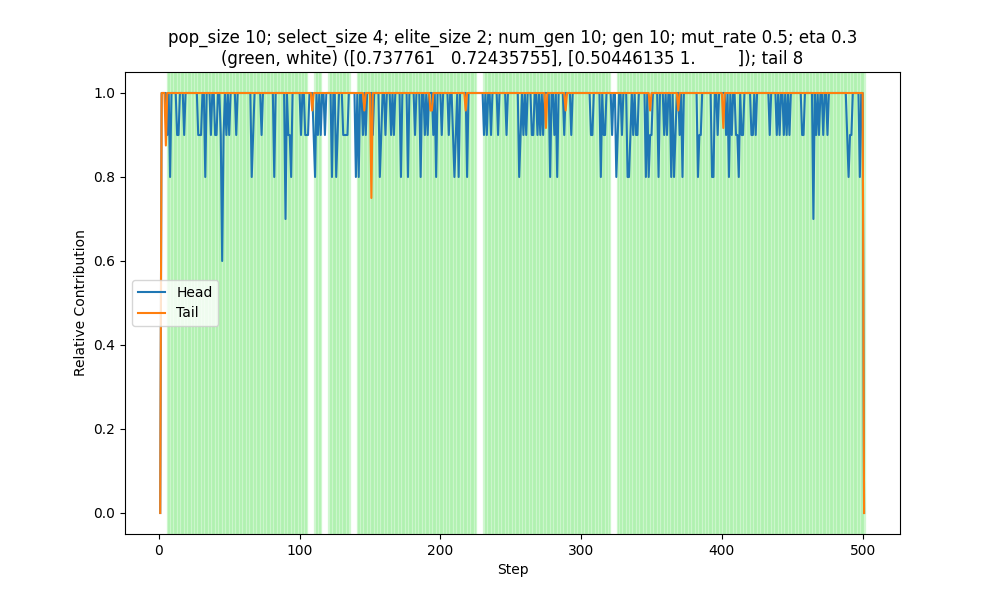 pop_size 10; select_size 4; elite_size 2; num_gen 10; gen 10; mut_rate 0.5; eta 0.3
(green, white) ([0.737761   0.72435755], [0.50446135 1.        ]); tail 8
1.0
0.8
0.6
0.4
0.2
0.0
Relative Contribution
Head
Tail
0
100
200
300
400
500
Step